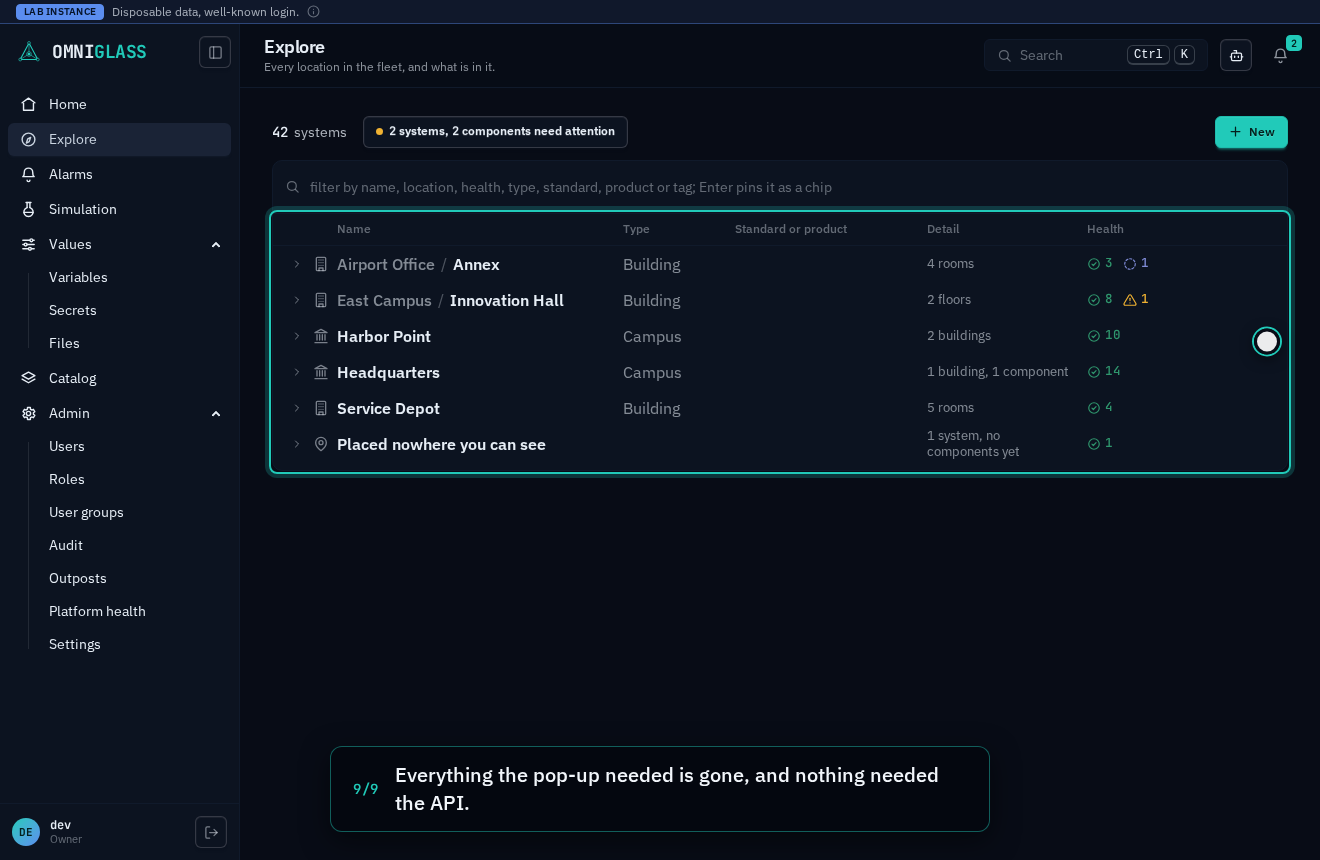 LAB INSTANCE Disposable data, well-known login.
OMNIGLASS
Home
Explore
Alarms
Simulation
Values
Variables
Secrets
Files
Catalog
Admin
Users
Roles
User groups
Audit
Outposts
Platform health
Settings
DE dev
Owner
Explore
Every location in the fleet, and what is in it.
Search Ctrl K
2
42 systems 2 systems, 2 components need attention
New
filter by name, location, health, type, standard, product or tag; Enter pins it as a chip
Name Type Standard or product Detail Health
Airport Office / Annex Building 4 rooms 3 1
East Campus / Innovation Hall Building 2 floors 8 1
Harbor Point Campus 2 buildings 10
Headquarters Campus 1 building, 1 component 14
Service Depot Building 5 rooms 4
Placed nowhere you can see 1 system, no 1
components yet
9/9 Everything the pop-up needed is gone, and nothing needed
the API.